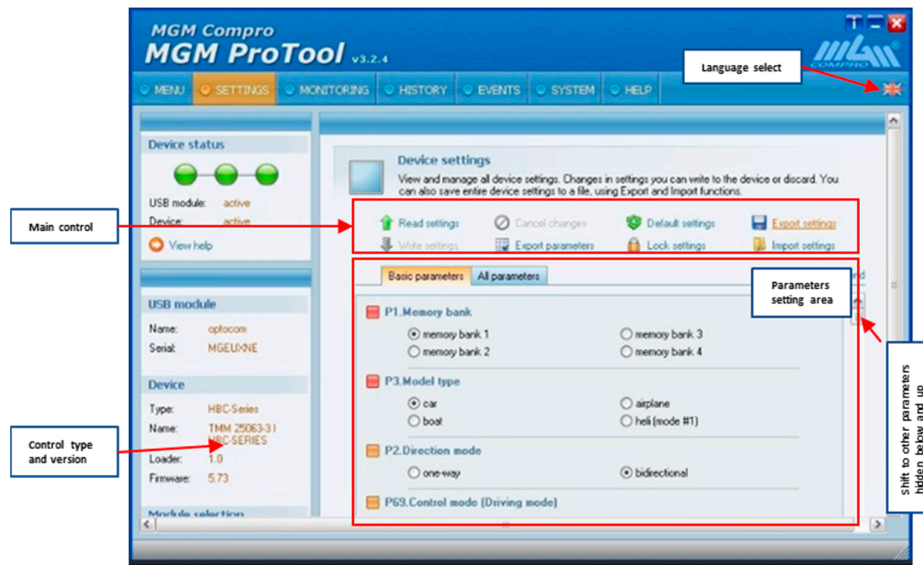 MGM Compro
MGM ProTool v3.2.4
COMPRO
Language select
MENU SETTINGS MONITORING HISTORY EVENTS SYSTEM HELP
Device status
USB module: active
Device: active
View help
Main control
Device settings
View and manage all device settings. Changes in settings you can write to the device or discard. You
can also save entire device settings to a file, using Export and Import functions.
Read settings Cancel changes Default settings Export settings
Write settings Export parameters Lock settings Import settings
Basic parameters All parameters
Parameters
setting area
USB module
Name: optocom
Serial: MGEUXNE
Device
Type: HBC-Series
Name: TMM 25063-31
HBC-SERIES
Loader: 1.0
Firmware: 5.73
Module selection
Control type
and version
P1.Memory bank
memory bank 1 memory bank 3
memory bank 2 memory bank 4
P3.Model type
car airplane
boat heli (mode #1)
P2.Direction mode
one-way bidirectional
P69.Control mode (Driving mode)
shift to other parameters
hidden below and up